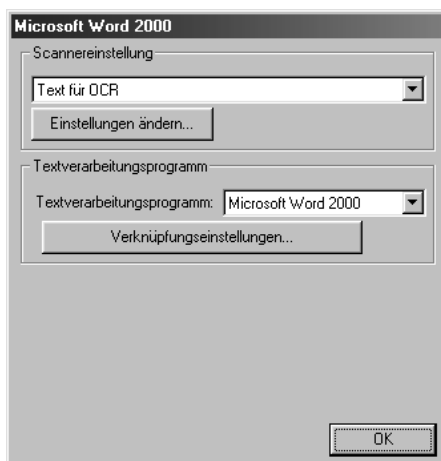 Microsoft Word 2000
Scannereinstellung
Text für OCR
Einstellungen ändern...
Textverarbeitungsprogramm
Textverarbeitungsprogramm: Microsoft Word 2000
Verknüpfungseinstellungen...
OK